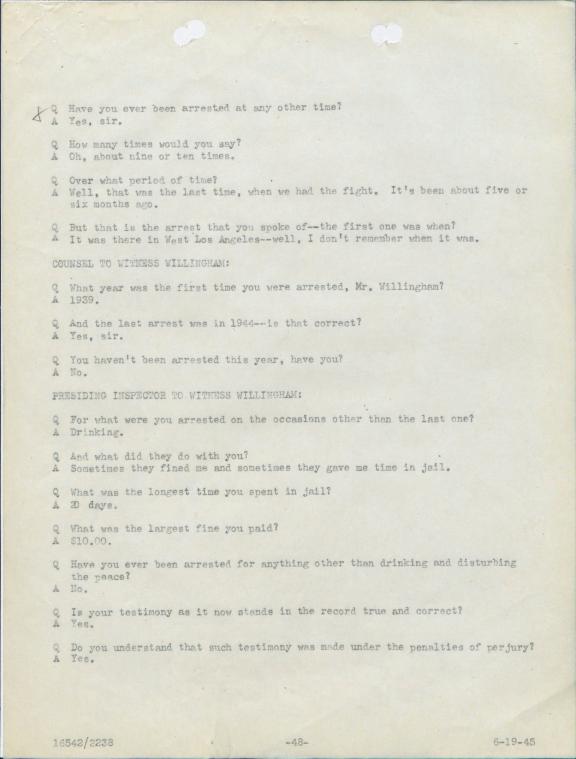 Q Have you ever been arrested at any other time?
A Yes, sir.
Q How many times would you say?
A Oh, about nine or ten times.
Q Over what period of time?
A Well, that was the last time, when we had the fight. It's been about five or
six months ago.
Q But that is the arrest that you spoke of--the first one was when?
A It was there in West Los Angeles--well, I don't remember when it was.
COUNSEL TO WITNESS WILLINGHAM:
Q What year was the first time you were arrested, Mr. Willingham?
A 1939.
Q And the last arrest was in 1944--is that correct?
A Yes, sir.
Q You haven't been arrested this year, have you?
A No.
PRESIDING INSPECTOR TO WITNESS WILLINGHAM:
Q For what were you arrested on the occasions other than the last one?
A Drinking.
Q And what did they do with you?
A Sometimes they fined me and sometimes they gave me time in jail.
Q What was the longest time you spent in jail?
A 20 days.
Q What was the largest fine you paid?
A $10.00.
Q Have you ever been arrested for anything other than drinking and disturbing
the peace?
A No.
Q Is your testimony as it now stands in the record true and correct?
A Yes.
Q Do you understand that such testimony was made under the penalties of perjury?
A Yes.
16542/2238 -48- 6-19-45